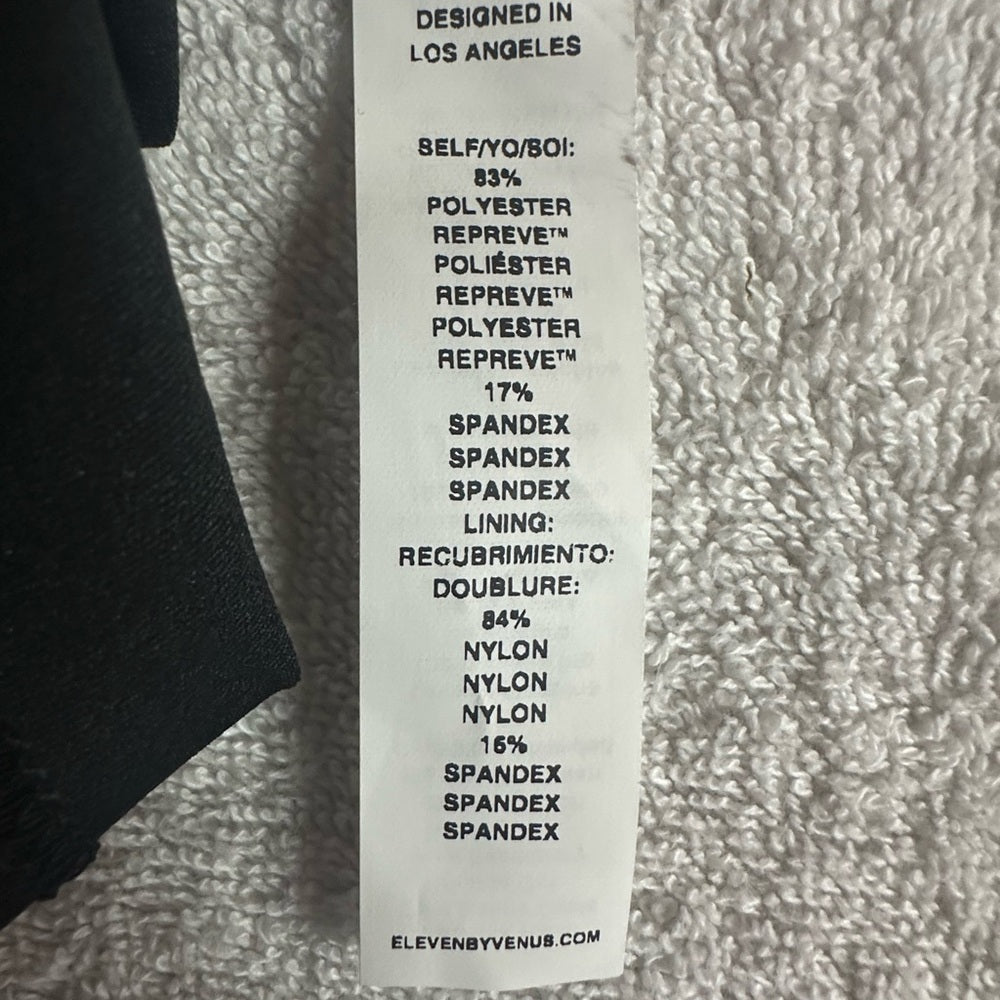 DESIGNED IN
LOS ANGELES
SELF/YO/SOI:
83%
POLYESTER
REPREVE™
POLIÉSTER
REPREVE™
POLYESTER
REPREVE™
17%
SPANDEX
SPANDEX
SPANDEX
LINING:
RECUBRIMIENTO:
DOUBLURE:
84%
NYLON
NYLON
NYLON
16%
SPANDEX
SPANDEX
SPANDEX
ELEVENBYVENUS.COM